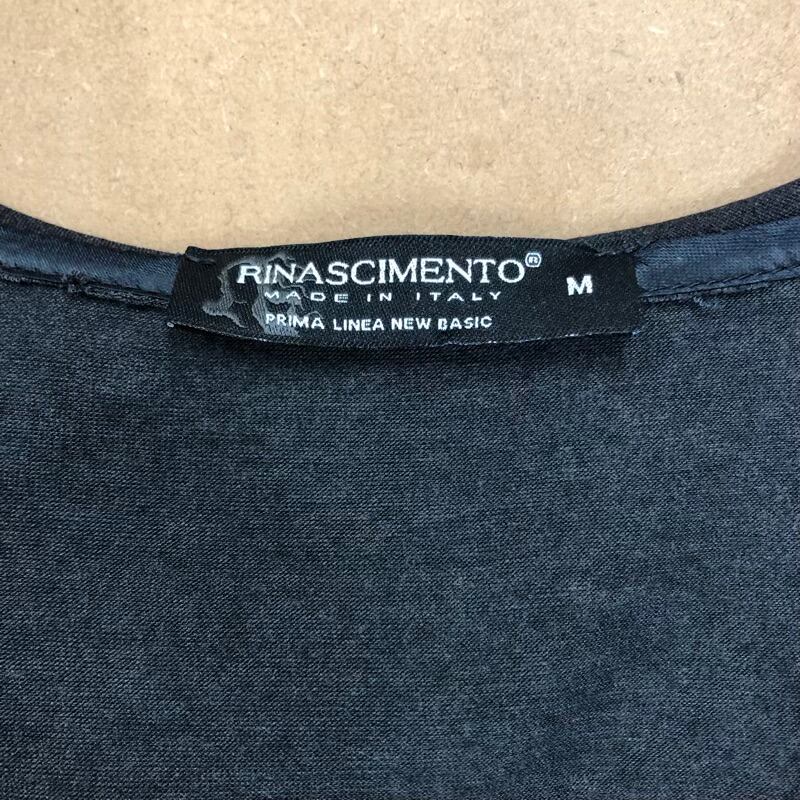 RINASCIMENTO®
MADE IN ITALY
PRIMA LINEA NEW BASIC
M